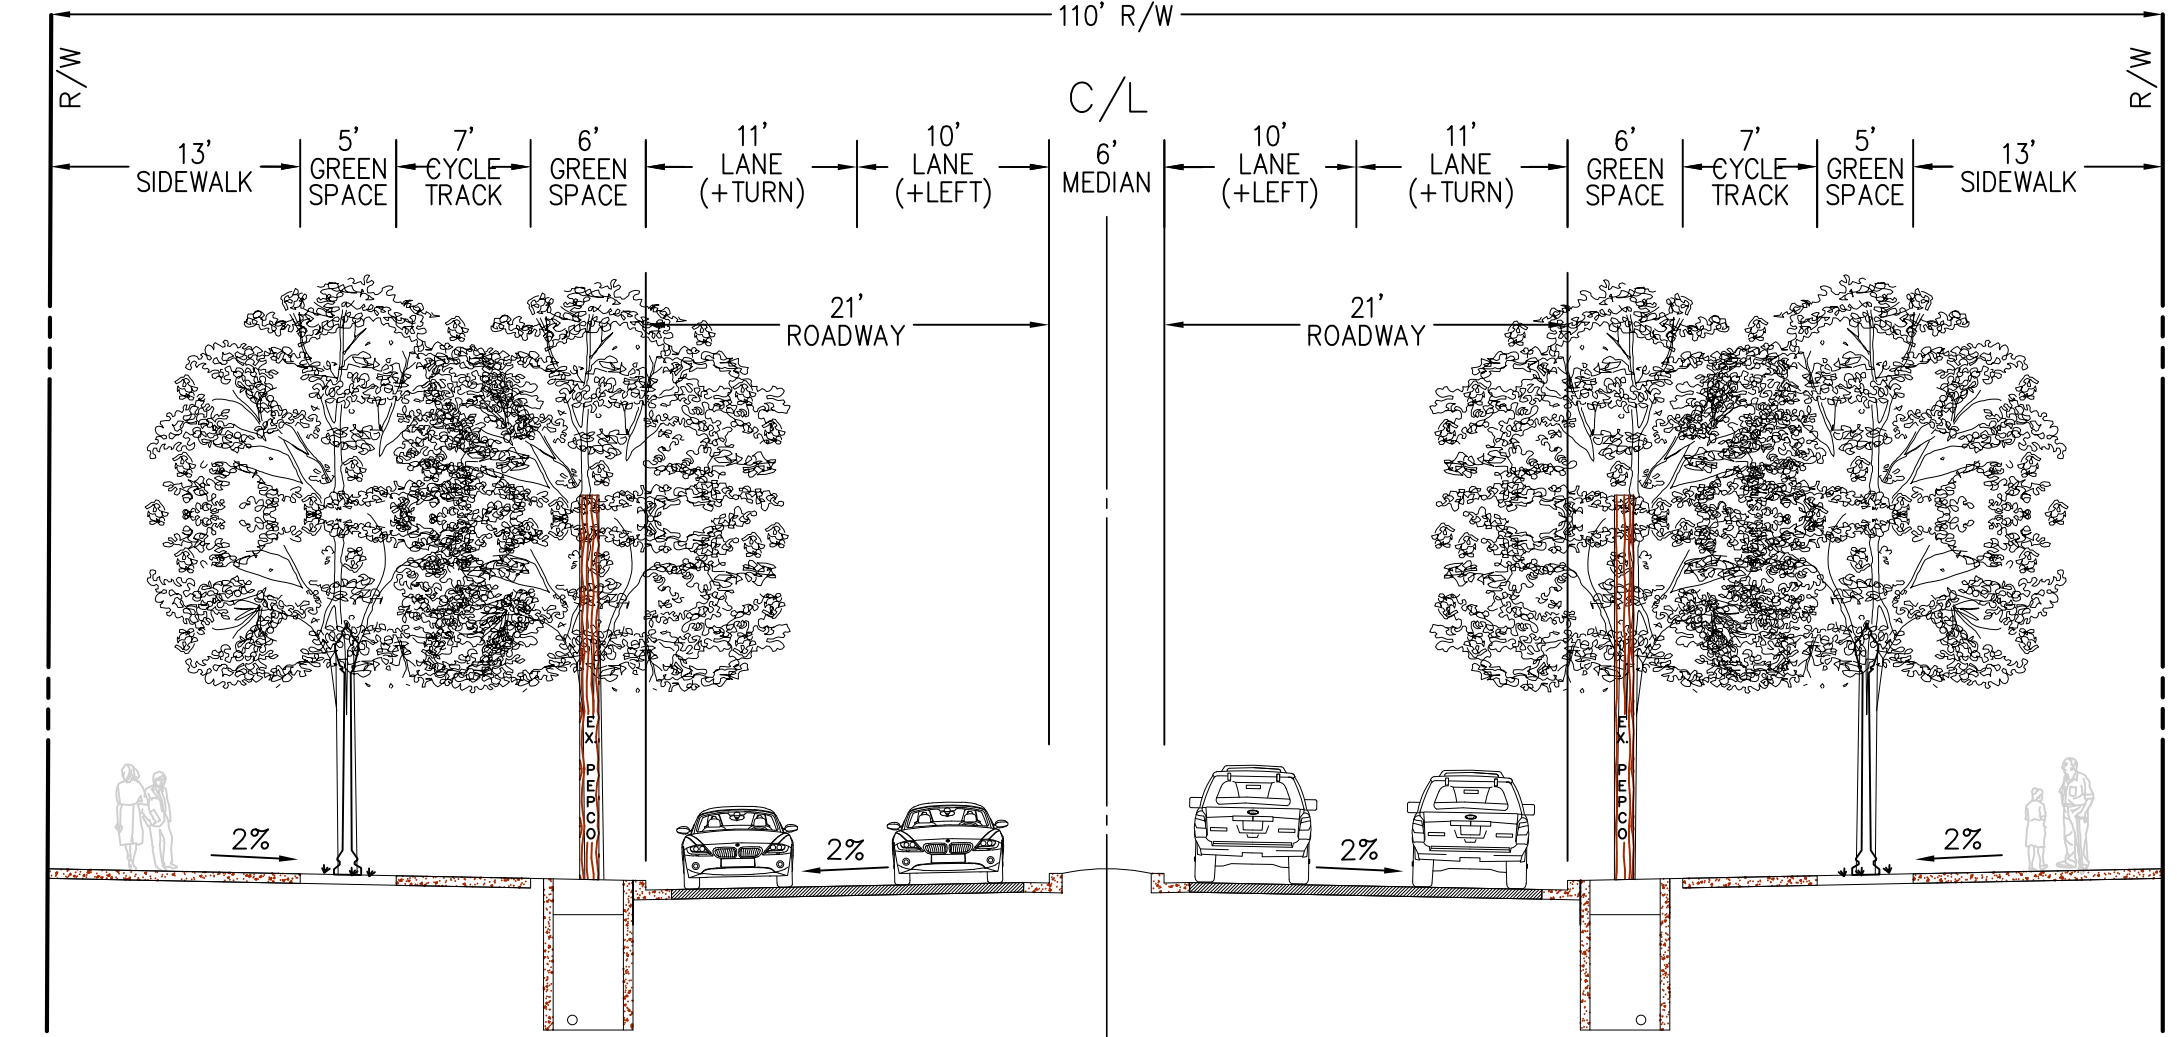 110' R/W
R/W
R/W
C/L
13'
SIDEWALK
5'
GREEN
SPACE
7'
CYCLE
TRACK
6'
GREEN
SPACE
11'
LANE
(+TURN)
10'
LANE
(+LEFT)
6'
MEDIAN
10'
LANE
(+LEFT)
11'
LANE
(+TURN)
6'
GREEN
SPACE
7'
CYCLE
TRACK
5'
GREEN
SPACE
13'
SIDEWALK
21'
ROADWAY
21'
ROADWAY
EX. PEPCO
EX. PEPCO
2%
2%
2%
2%